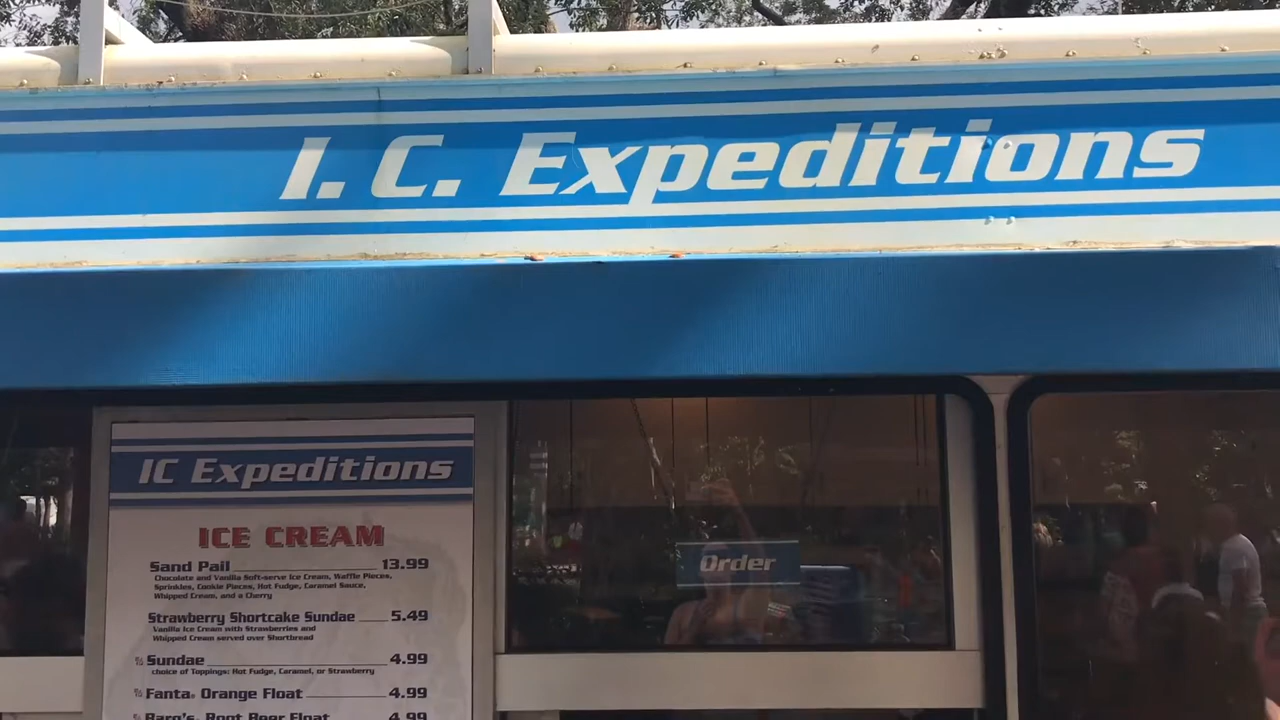 I. C. Expeditions
IC Expeditions
ICE CREAM
Sand Pail 13.99
Chocolate and Vanilla Soft-serve Ice Cream, Waffle Pieces,
Sprinkles, Cookie Pieces, Hot Fudge, Caramel Sauce,
Whipped Cream, and a Cherry
Strawberry Shortcake Sundae 5.49
Vanilla Ice Cream with Strawberries and
Whipped Cream served over Shortbread
Sundae 4.99
choice of Toppings: Hot Fudge, Caramel, or Strawberry
Fanta® Orange Float 4.99
Barq's® Root Beer Float 4.99
Order